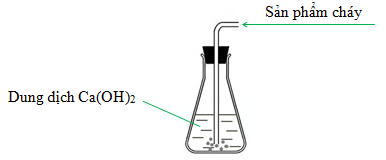 Sản phẩm cháy
Dung dịch Ca(OH)2